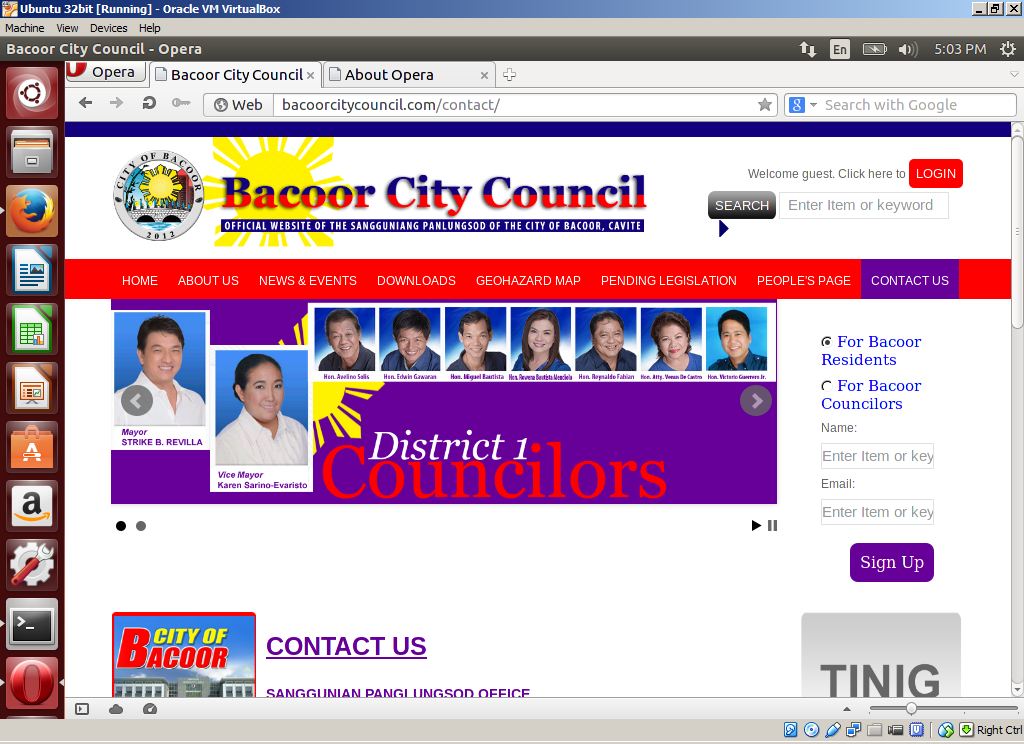 Ubuntu 32bit [Running] - Oracle VM VirtualBox
Machine View Devices Help
Bacoor City Council - Opera
En
5:03 PM
Opera
Bacoor City Council
About Opera
Web
bacoorcitycouncil.com/contact/
8 Search with Google
CITY OF BACOOR
2012
Bacoor City Council
OFFICIAL WEBSITE OF THE SANGGUNIANG PANLUNGSOD OF THE CITY OF BACOOR, CAVITE
Welcome guest. Click here to LOGIN
SEARCH Enter Item or keyword
HOME ABOUT US NEWS & EVENTS DOWNLOADS GEOHAZARD MAP PENDING LEGISLATION PEOPLE'S PAGE CONTACT US
Hon. Avelino Solis Hon. Edwin Gawaran Hon. Miguel Bautista Hon. Rowena Bautista Mendiola Hon. Reynaldo Fabian Hon. Atty. Venus De Castro Hon. Victorio Guerrero Jr.
Mayor
STRIKE B. REVILLA
Vice Mayor
Karen Sarino-Evaristo
District 1
Councilors
For Bacoor
Residents
For Bacoor
Councilors
Name:
Enter Item or key
Email:
Enter Item or key
Sign Up
CITY OF
BACOOR
CONTACT US
SANGGUNIAN PANGLUNGSOD OFFICE
TINIG
Right Ctrl